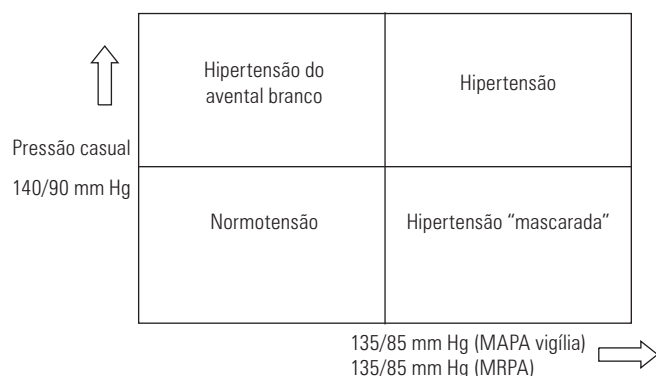 Hipertensão do
avental branco
Hipertensão
Pressão casual
140/90 mm Hg
Normotensão
Hipertensão “mascarada”
135/85 mm Hg (MAPA vigília)
135/85 mm Hg (MRPA)